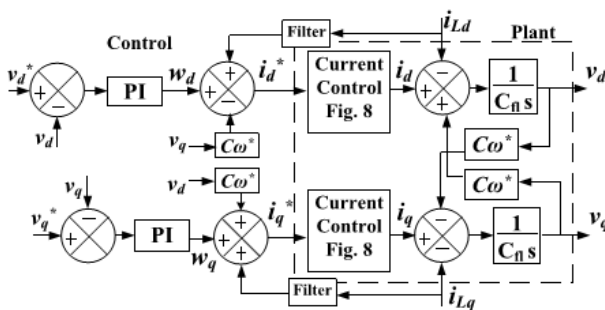 Control
Filter
i_Ld
Plant
v_d*
+
−
PI
w_d
+
+
−
i_d*
Current
Control
Fig. 8
i_d
−
+
+
1
C_fl s
v_d
v_d
v_q
Cω*
Cω*
v_q
v_d
Cω*
Cω*
v_q*
−
+
PI
w_q
+
+
+
i_q*
Current
Control
Fig. 8
i_q
−
+
−
1
C_fl s
v_q
Filter
i_Lq